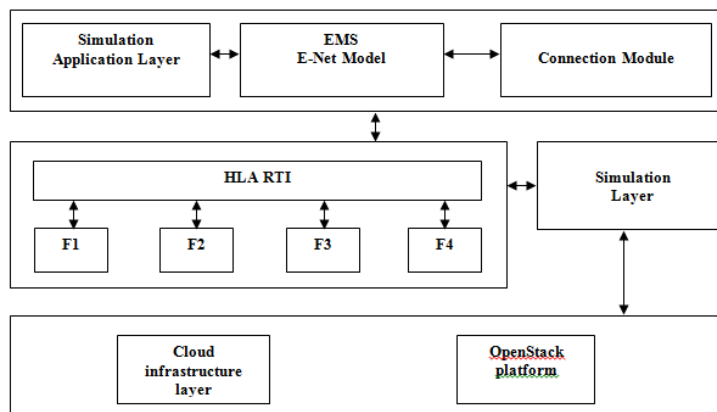 Simulation
Application Layer
EMS
E-Net Model
Connection Module
HLA RTI
Simulation
Layer
F1
F2
F3
F4
Cloud
infrastructure
layer
OpenStack
platform